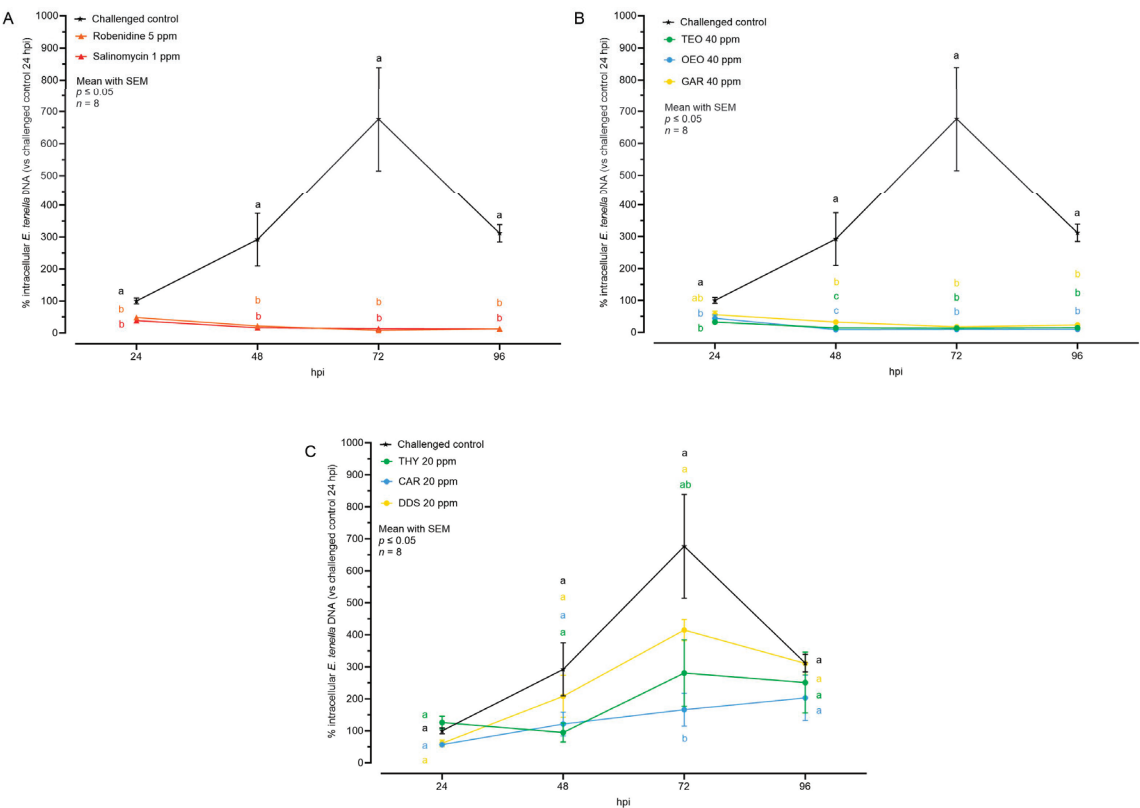 A
% intracellular E. tenella DNA (vs challenged control 24 hpi)
1000
900
800
700
600
500
400
300
200
100
0
Challenged control
Robenidine 5 ppm
Salinomycin 1 ppm
Mean with SEM
p ≤ 0.05
n = 8
a
a
a
a
b
b
b
b
b
b
b
b
24
48
72
96
hpi
B
% intracellular E. tenella DNA (vs challenged control 24 hpi)
1000
900
800
700
600
500
400
300
200
100
0
Challenged control
TEO 40 ppm
OEO 40 ppm
GAR 40 ppm
Mean with SEM
p ≤ 0.05
n = 8
a
a
a
a
ab
b
b
b
b
c
b
b
b
c
b
b
24
48
72
96
hpi
C
% intracellular E. tenella DNA (vs challenged control 24 hpi)
1000
900
800
700
600
500
400
300
200
100
0
Challenged control
THY 20 ppm
CAR 20 ppm
DDS 20 ppm
Mean with SEM
p ≤ 0.05
n = 8
a
a
a
a
a
a
a
a
a
a
ab
b
a
a
a
a
24
48
72
96
hpi